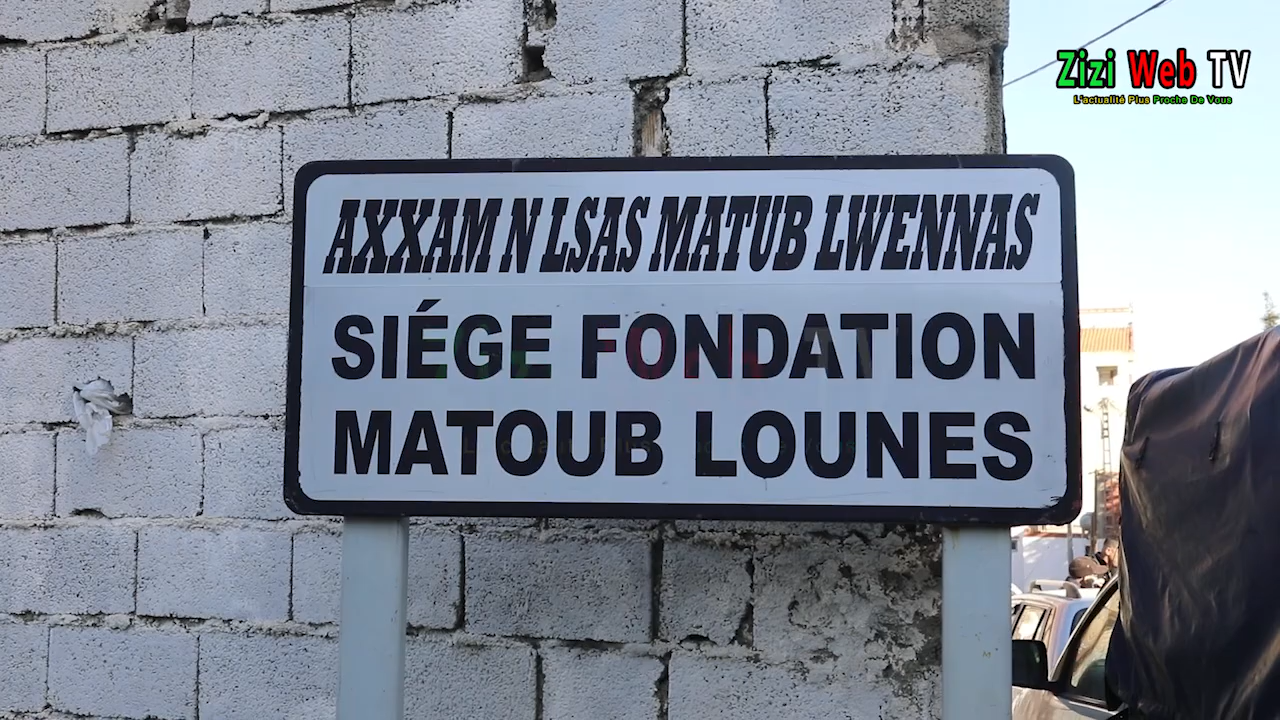 Zizi Web TV
L'actualité Plus Proche De Vous
AXXAM N LSAS MATUB LWENNAS
SIÉGE FONDATION
MATOUB LOUNES